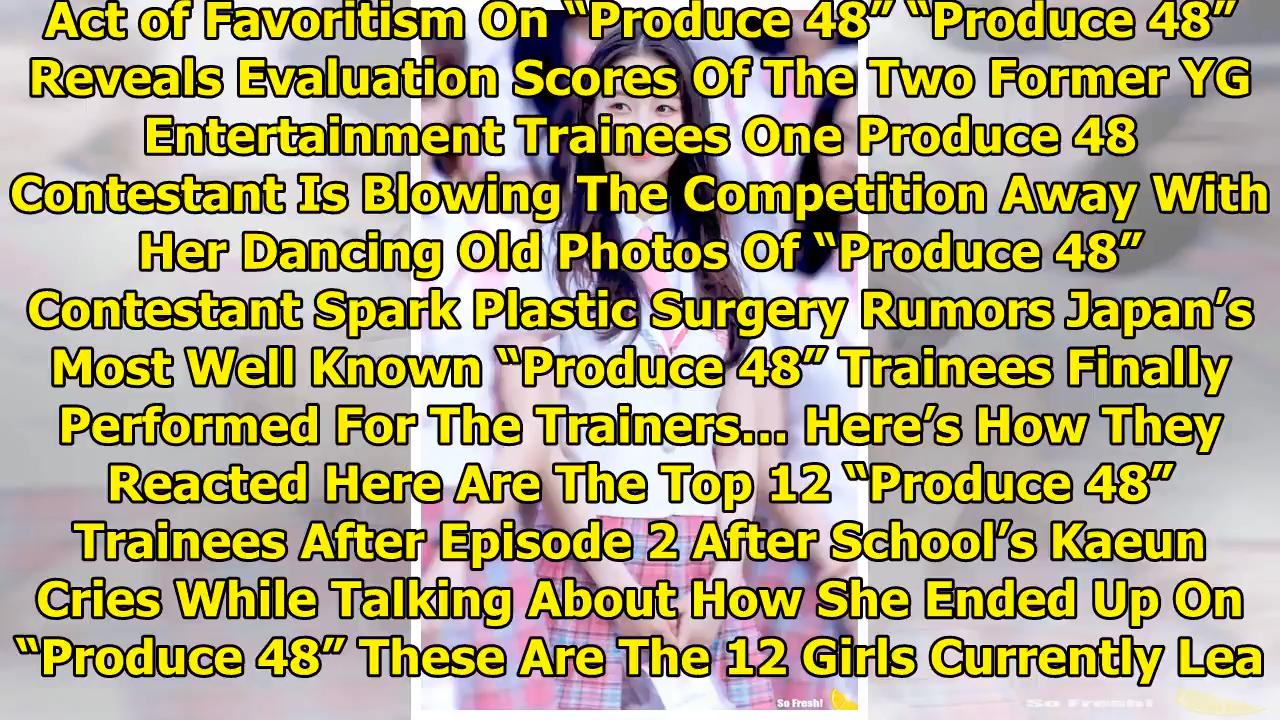 Act of Favoritism On “Produce 48” “Produce 48”
Reveals Evaluation Scores Of The Two Former YG
Entertainment Trainees One Produce 48
Contestant Is Blowing The Competition Away With
Her Dancing Old Photos Of “Produce 48”
Contestant Spark Plastic Surgery Rumors Japan’s
Most Well Known “Produce 48” Trainees Finally
Performed For The Trainers... Here’s How They
Reacted Here Are The Top 12 “Produce 48”
Trainees After Episode 2 After School’s Kaeun
Cries While Talking About How She Ended Up On
“Produce 48” These Are The 12 Girls Currently Lea
So Fresh!
So Fresh!